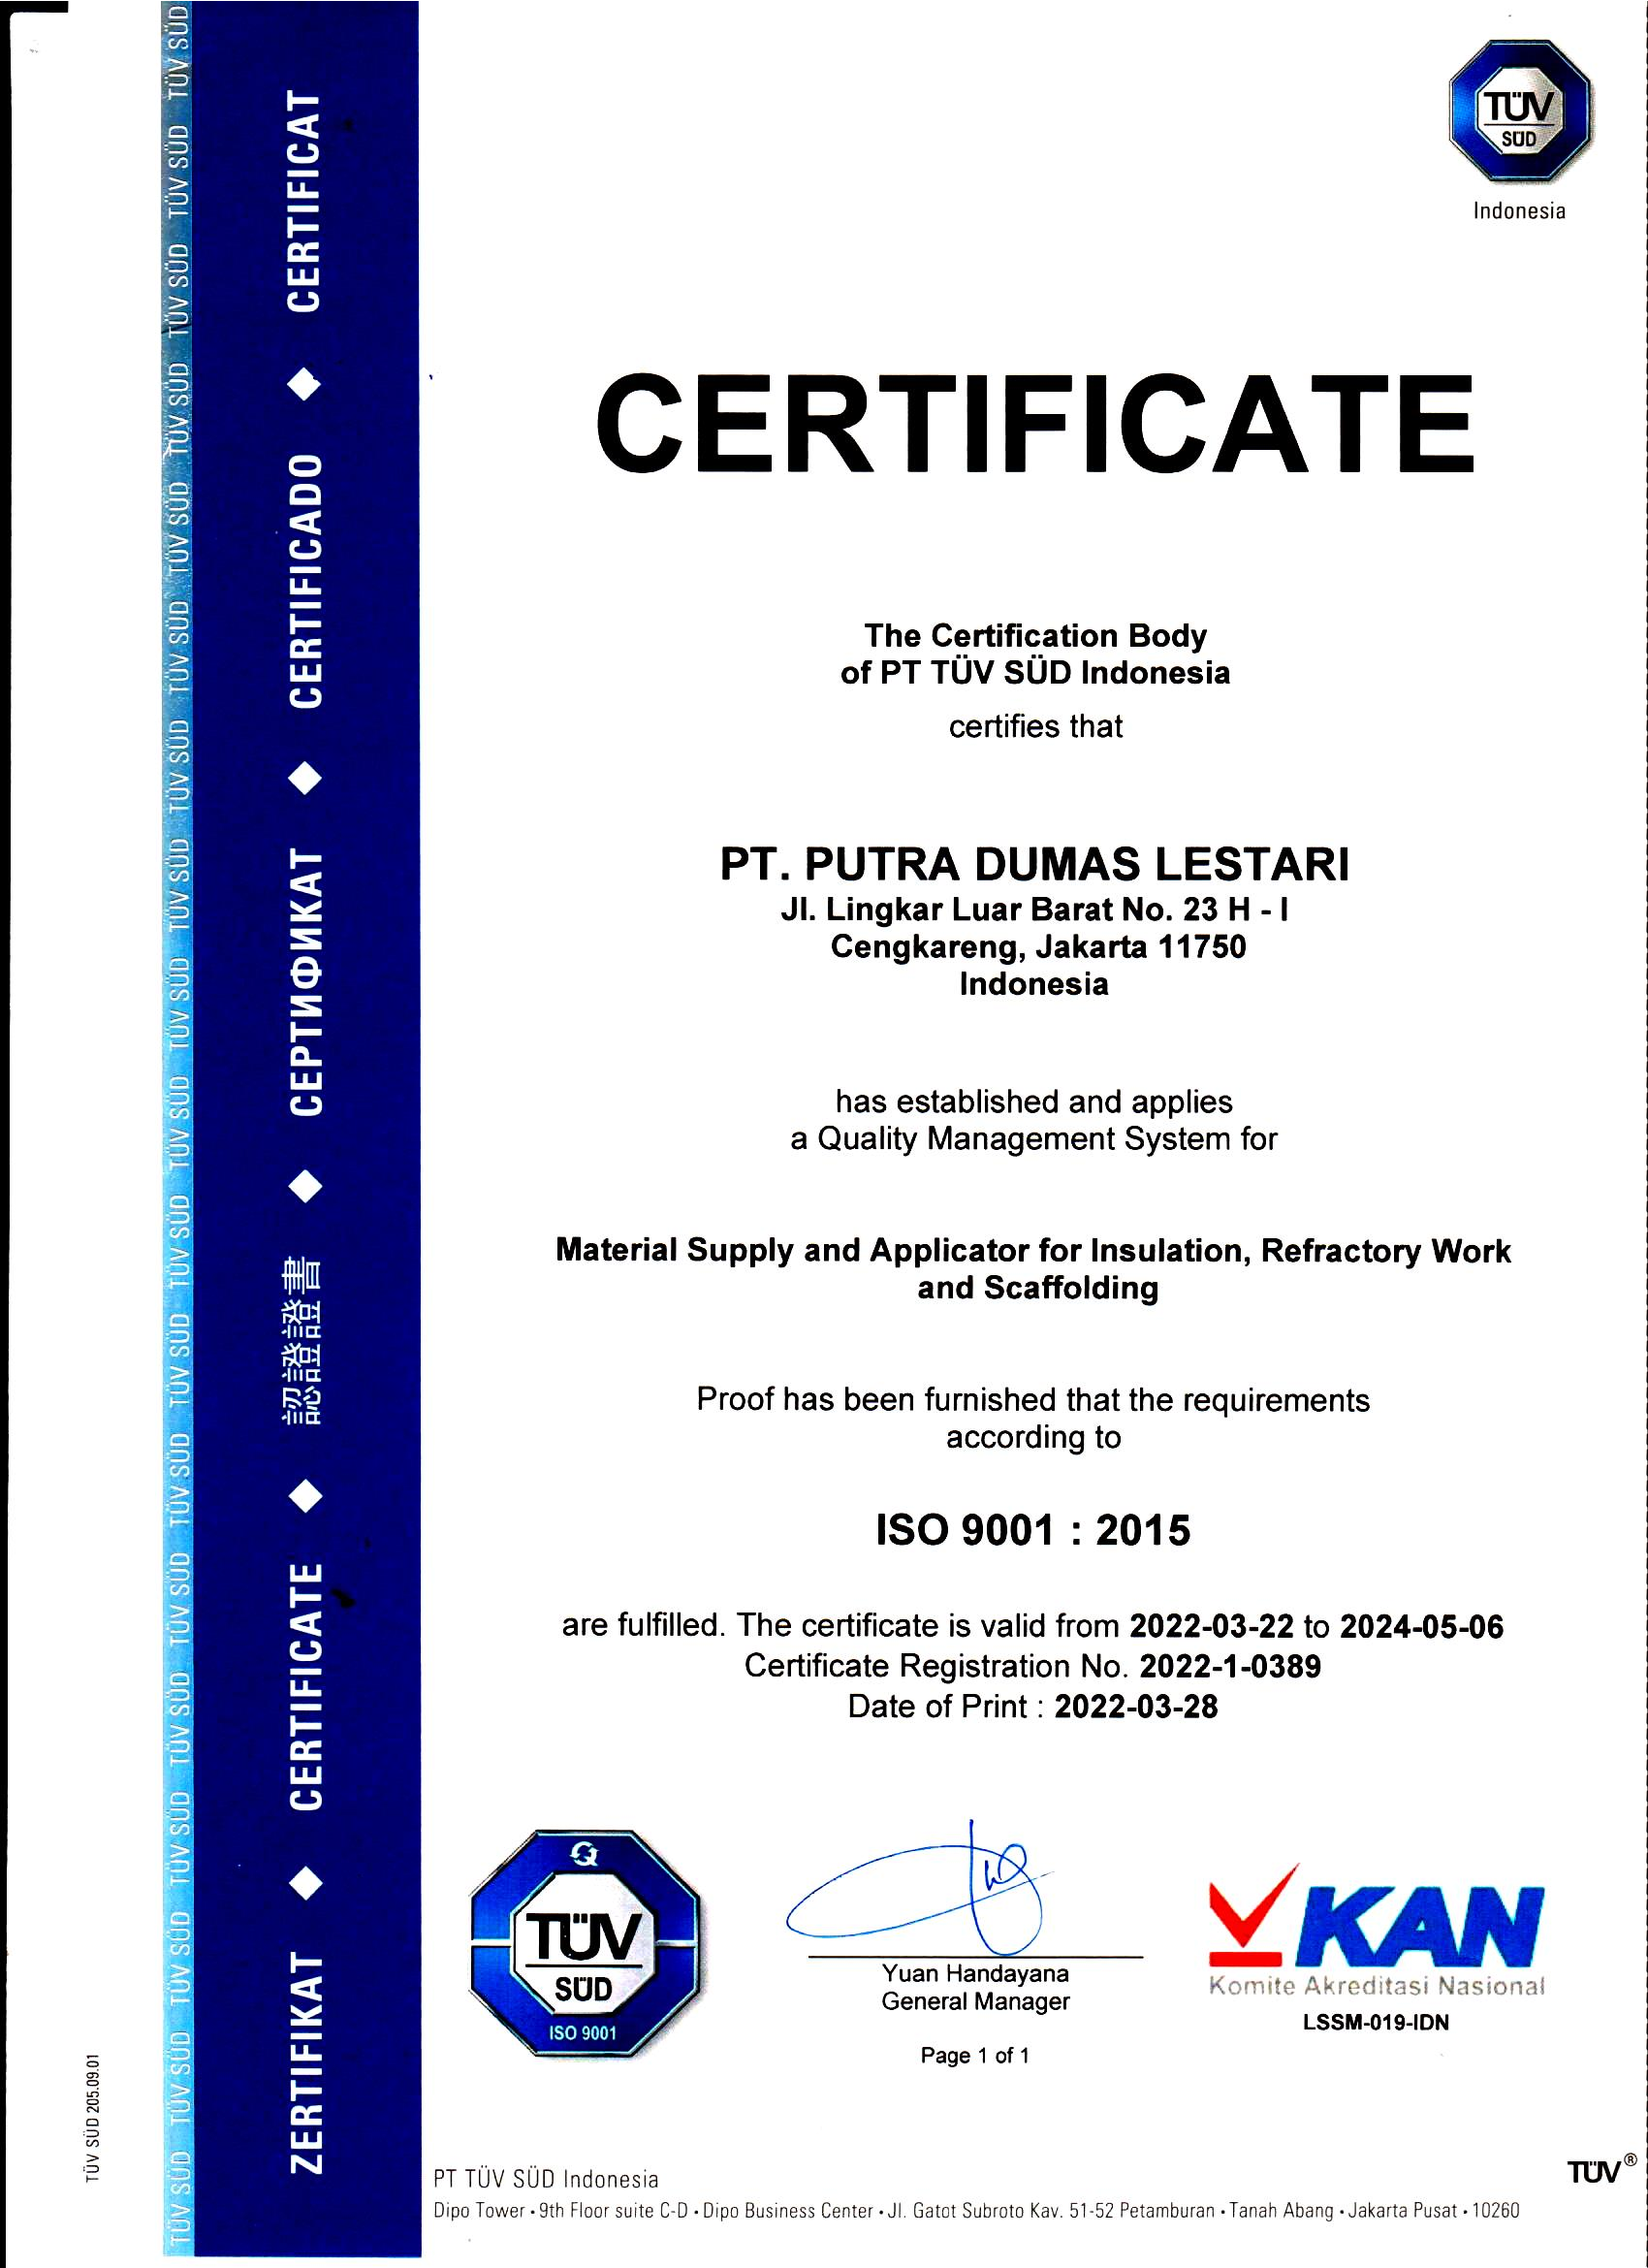 TÜV
SÜD
Indonesia
CERTIFICATE
The Certification Body
of PT TÜV SÜD Indonesia
certifies that
PT. PUTRA DUMAS LESTARI
Jl. Lingkar Luar Barat No. 23 H - I
Cengkareng, Jakarta 11750
Indonesia
has established and applies
a Quality Management System for
Material Supply and Applicator for Insulation, Refractory Work
and Scaffolding
Proof has been furnished that the requirements
according to
ISO 9001 : 2015
are fulfilled. The certificate is valid from 2022-03-22 to 2024-05-06
Certificate Registration No. 2022-1-0389
Date of Print : 2022-03-28
TÜV
SÜD
ISO 9001
Yuan Handayana
General Manager
Page 1 of 1
KAN
Komite Akreditasi Nasional
LSSM-019-IDN
PT TÜV SÜD Indonesia
Dipo Tower • 9th Floor suite C-D • Dipo Business Center • Jl. Gatot Subroto Kav. 51-52 Petamburan • Tanah Abang • Jakarta Pusat • 10260
TÜV®
ZERTIFIKAT ◆ CERTIFICATE ◆ 認證證書 ◆ СЕРТИФИКАТ ◆ CERTIFICADO ◆ CERTIFICAT
TÜV SÜD TÜV SÜD TÜV SÜD TÜV SÜD TÜV SÜD TÜV SÜD TÜV SÜD TÜV SÜD TÜV SÜD TÜV SÜD TÜV SÜD TÜV SÜD TÜV SÜD TÜV SÜD TÜV SÜD TÜV SÜD TÜV SÜD TÜV SÜD TÜV SÜD
TÜV SÜD 205.09.01